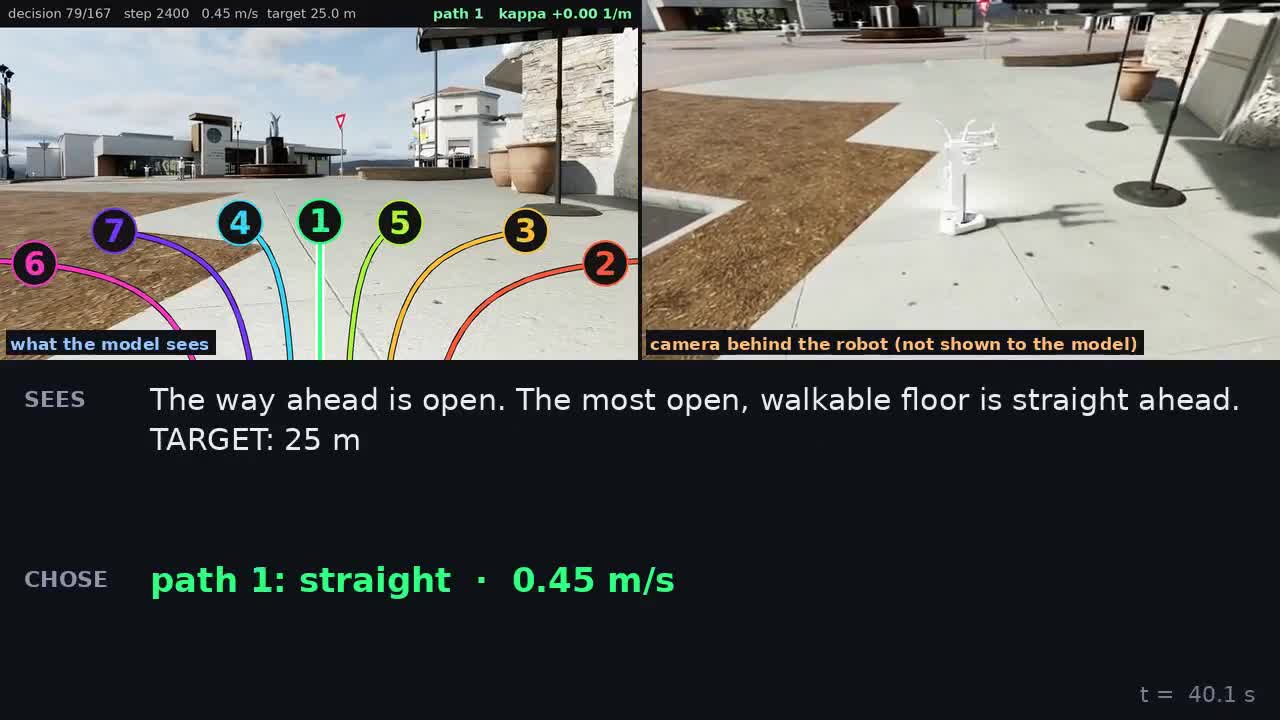 decision 79/167 step 2400 0.45 m/s target 25.0 m path 1 kappa +0.00 1/m
7 4 1 5 3
6 2
what the model sees
camera behind the robot (not shown to the model)
SEES The way ahead is open. The most open, walkable floor is straight ahead.
TARGET: 25 m
CHOSE path 1: straight · 0.45 m/s
t = 40.1 s